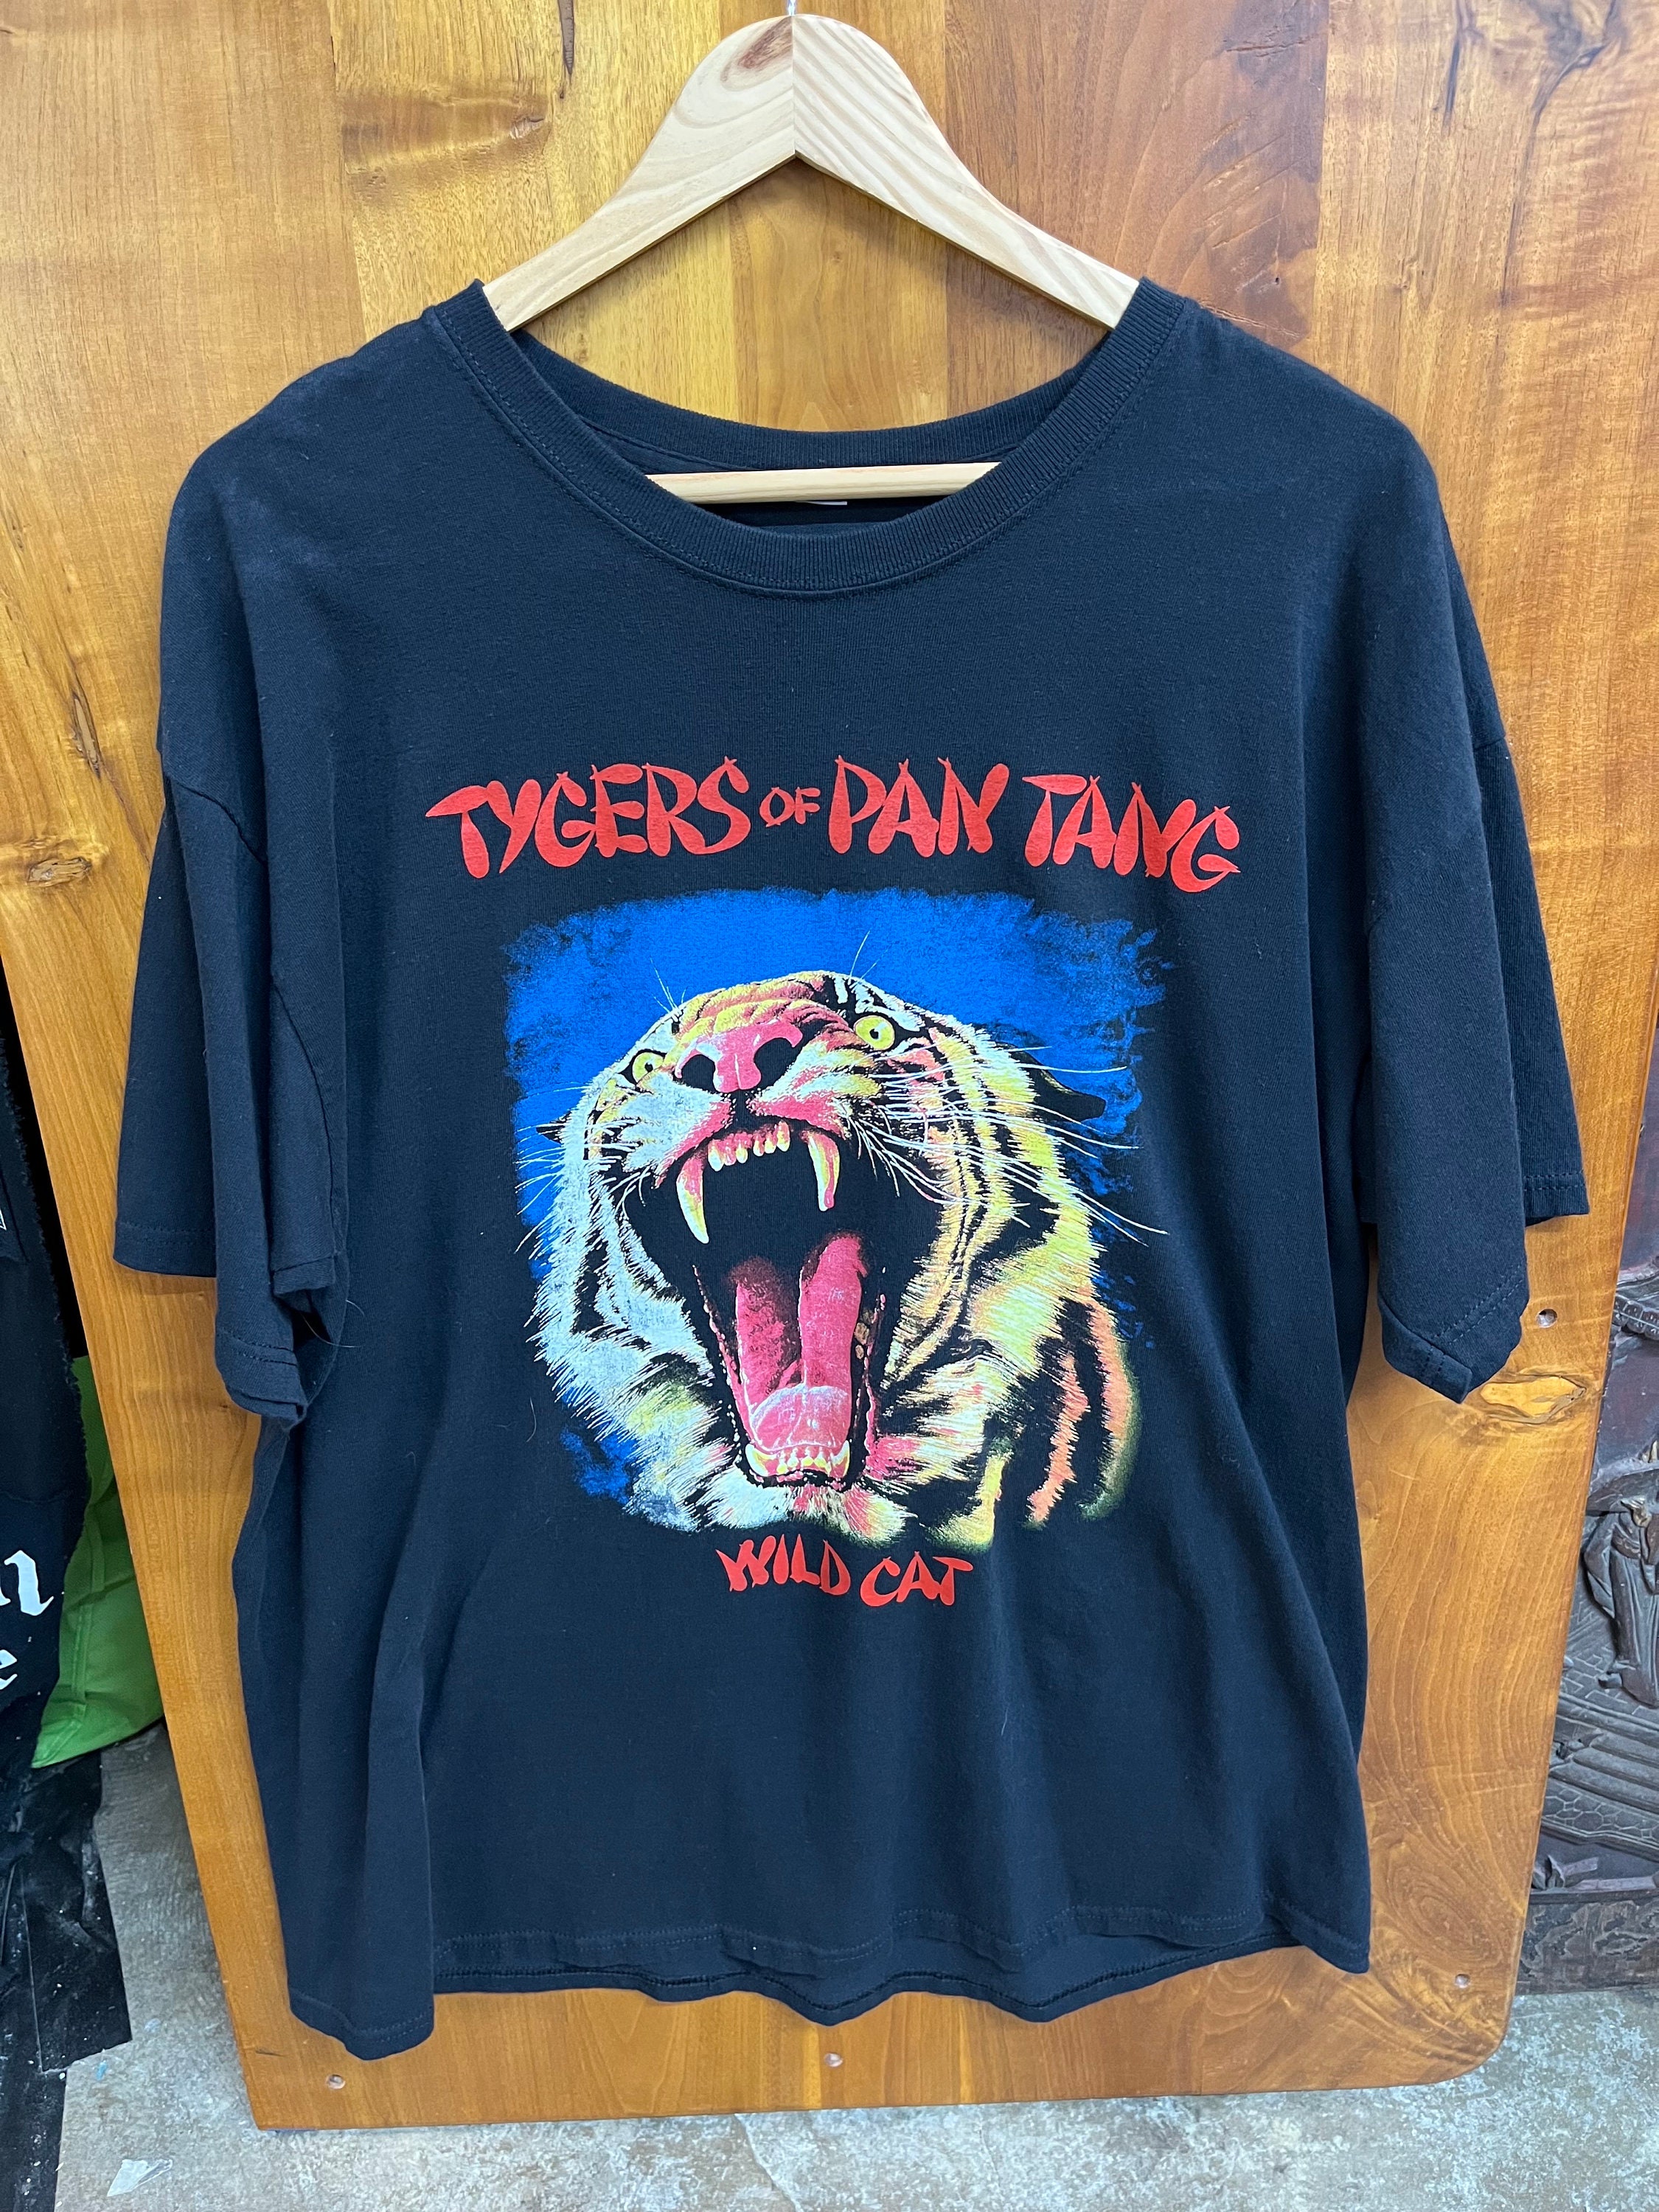 TYGERS OF PAN TANG
WILD CAT